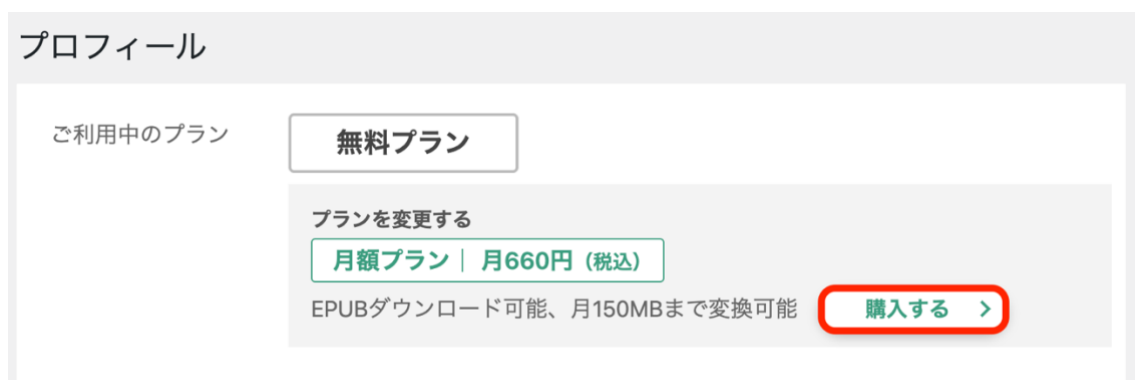 プロフィール
ご利用中のプラン
無料プラン
プランを変更する
月額プラン｜ 月660円（税込）
EPUBダウンロード可能、月150MBまで変換可能 購入する >